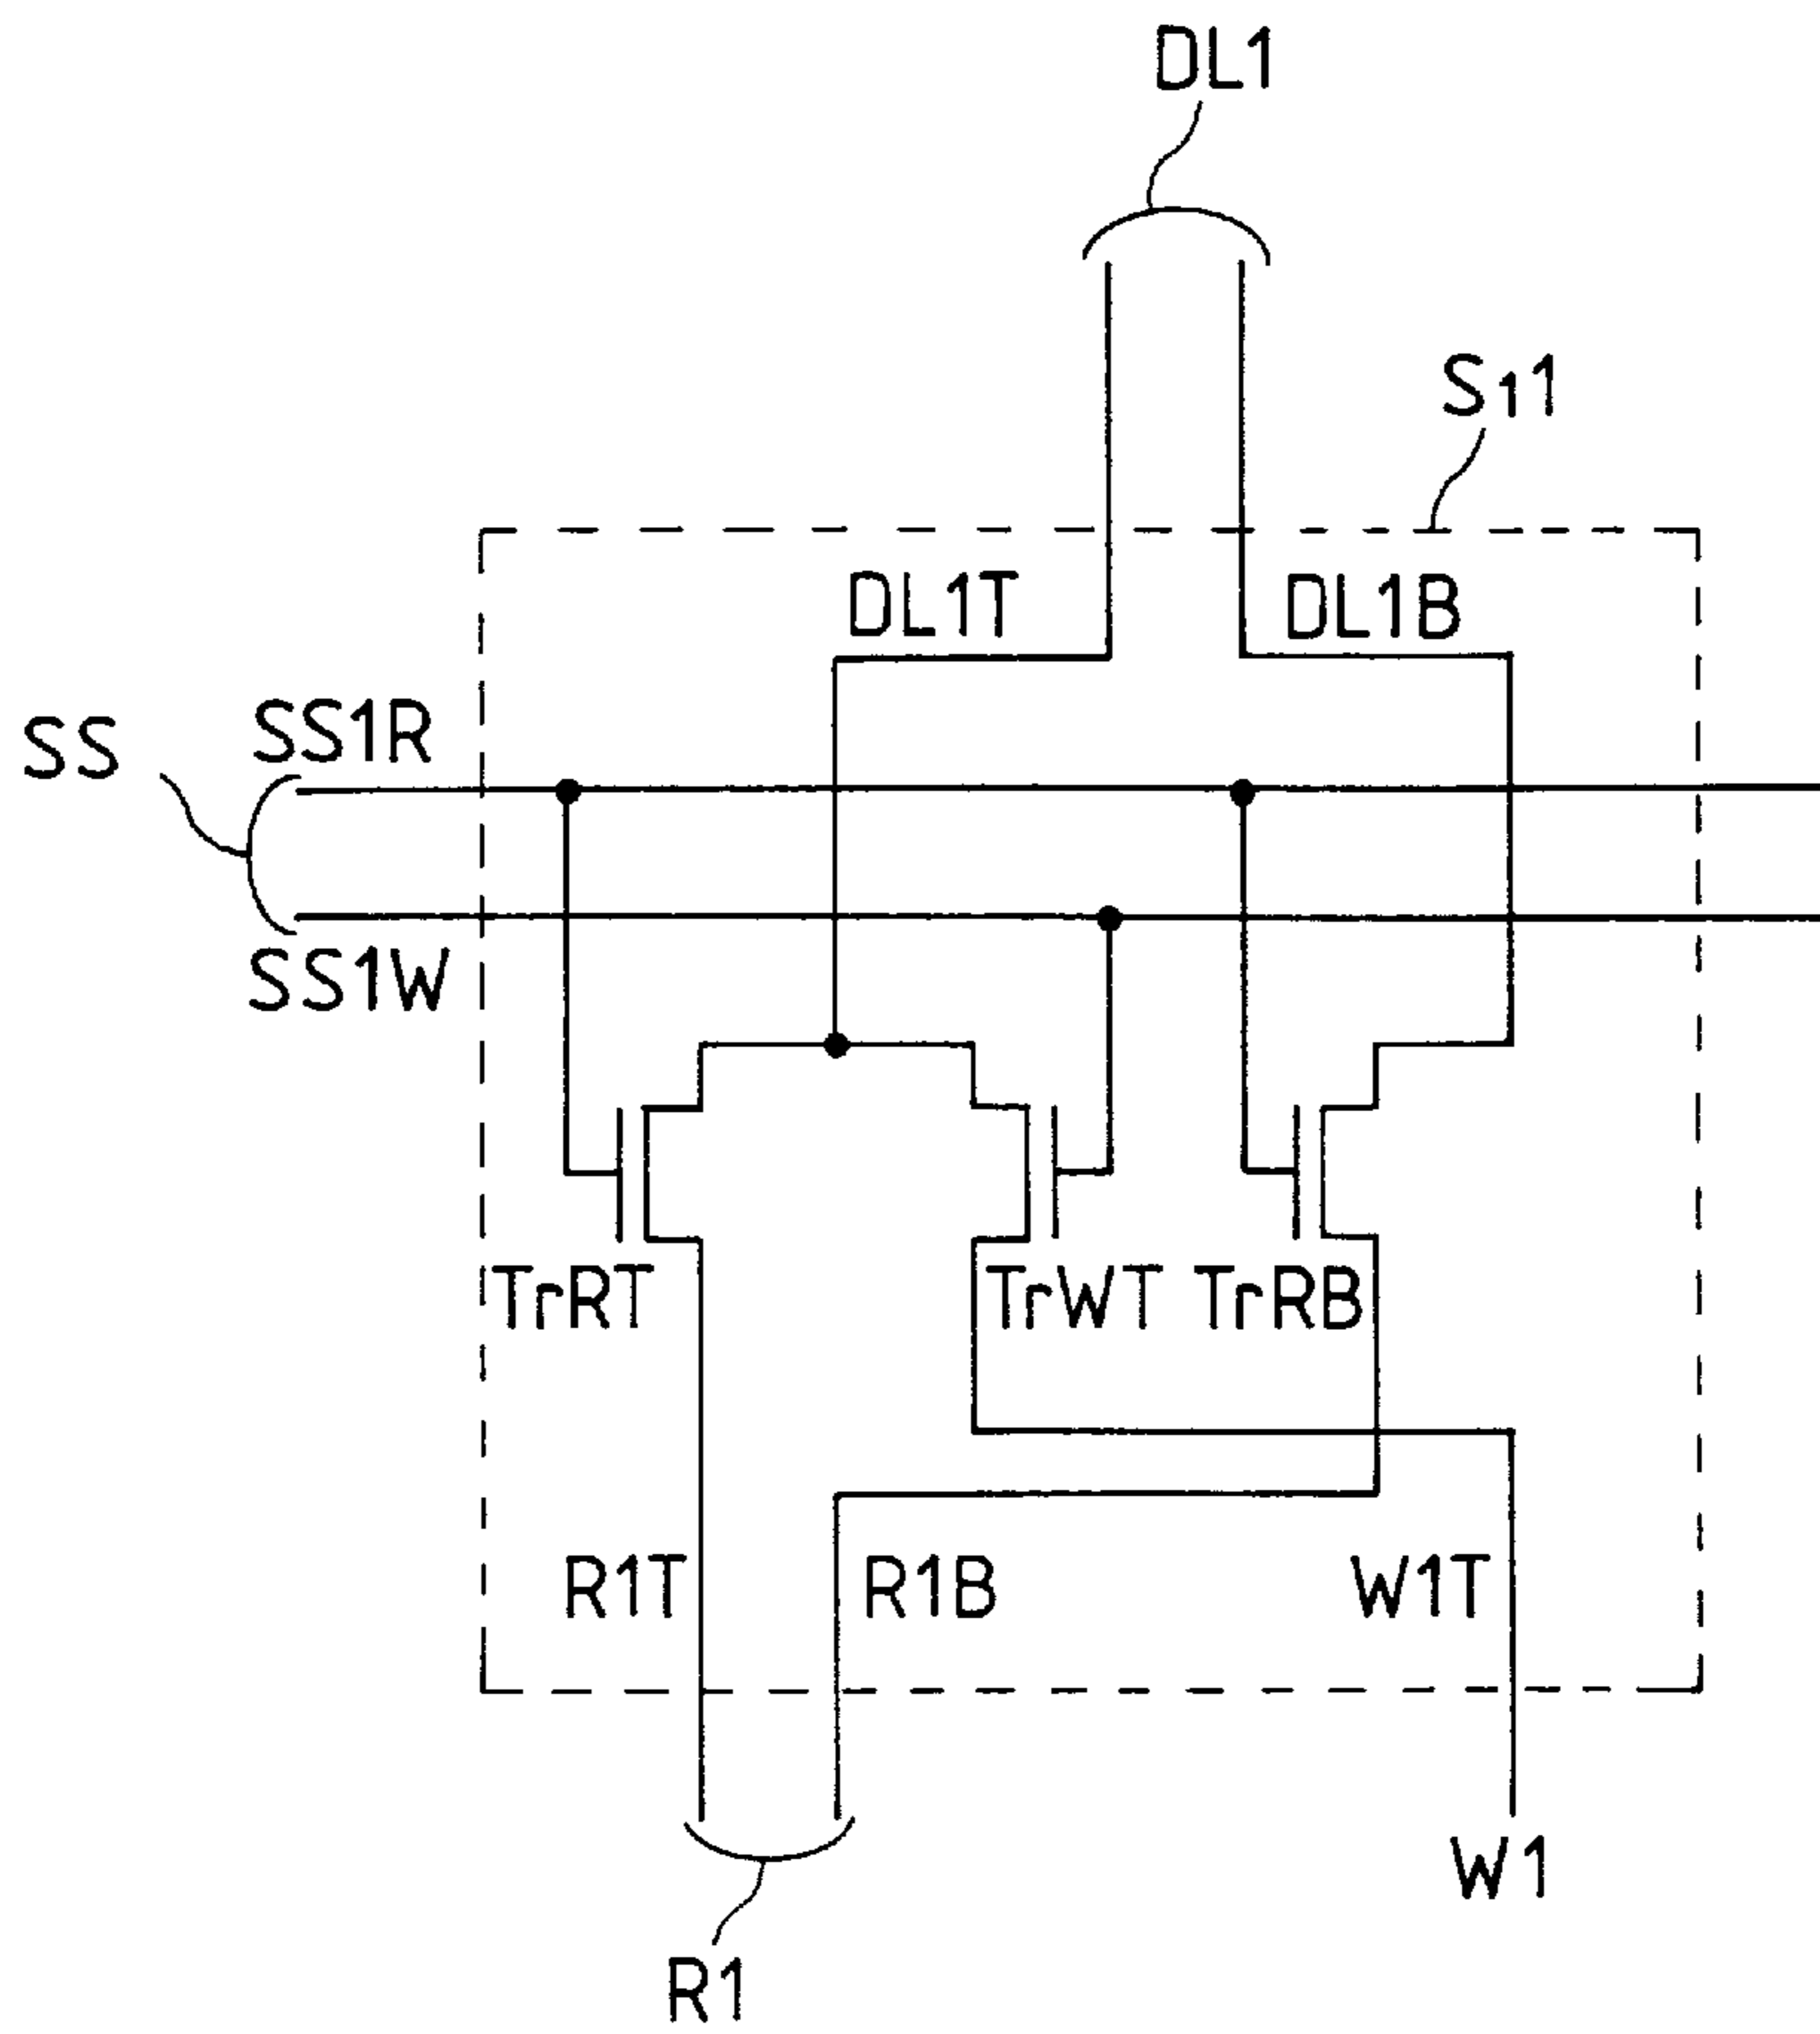 DL1
S11
DL1T
DL1B
SS
SS1R
SS1W
TrRT
TrWT
TrRB
R1T
R1B
W1T
W1
R1